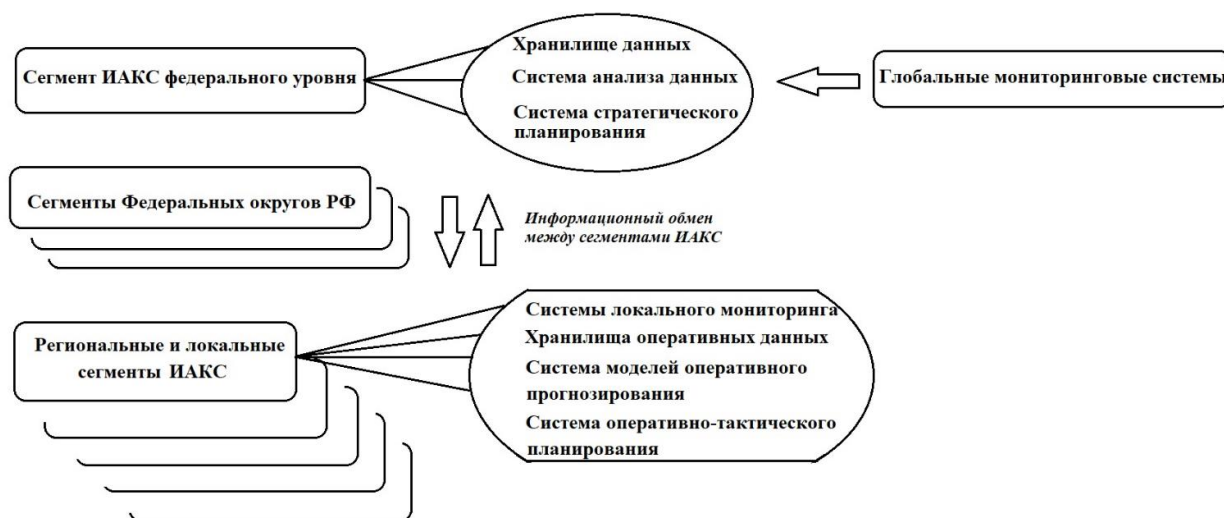 Сегмент ИАКС федерального уровня
Хранилище данных
Система анализа данных
Система стратегического
планирования
Глобальные мониторинговые системы
Сегменты Федеральных округов РФ
Информационный обмен
между сегментами ИАКС
Региональные и локальные
сегменты ИАКС
Системы локального мониторинга
Хранилища оперативных данных
Система моделей оперативного
прогнозирования
Система оперативно-тактического
планирования